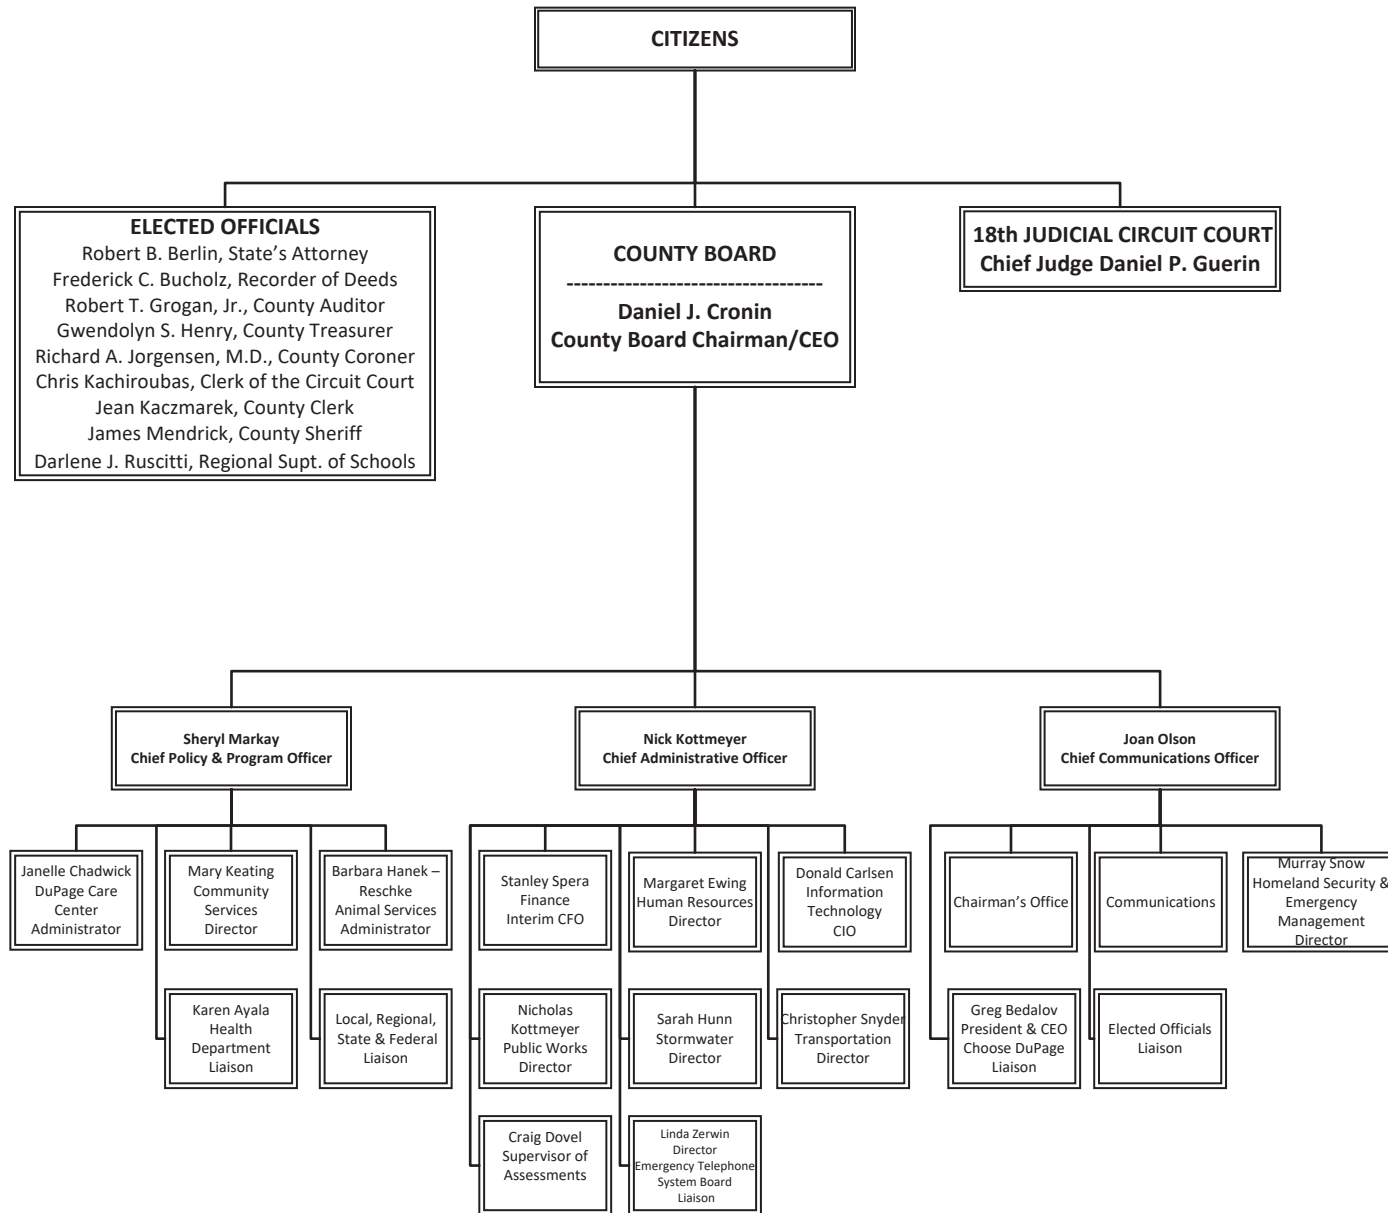 CITIZENS
ELECTED OFFICIALS
Robert B. Berlin, State’s Attorney
Frederick C. Bucholz, Recorder of Deeds
Robert T. Grogan, Jr., County Auditor
Gwendolyn S. Henry, County Treasurer
Richard A. Jorgensen, M.D., County Coroner
Chris Kachiroubas, Clerk of the Circuit Court
Jean Kaczmarek, County Clerk
James Mendrick, County Sheriff
Darlene J. Ruscitti, Regional Supt. of Schools
COUNTY BOARD
-----------------------------------
Daniel J. Cronin
County Board Chairman/CEO
18th JUDICIAL CIRCUIT COURT
Chief Judge Daniel P. Guerin
Sheryl Markay
Chief Policy & Program Officer
Nick Kottmeyer
Chief Administrative Officer
Joan Olson
Chief Communications Officer
Janelle Chadwick
DuPage Care
Center
Administrator
Mary Keating
Community
Services
Director
Barbara Hanek –
Reschke
Animal Services
Administrator
Stanley Spera
Finance
Interim CFO
Margaret Ewing
Human Resources
Director
Donald Carlsen
Information
Technology
CIO
Chairman’s Office
Communications
Murray Snow
Homeland Security &
Emergency
Management
Director
Karen Ayala
Health
Department
Liaison
Local, Regional,
State & Federal
Liaison
Nicholas
Kottmeyer
Public Works
Director
Sarah Hunn
Stormwater
Director
Christopher Snyder
Transportation
Director
Greg Bedalov
President & CEO
Choose DuPage
Liaison
Elected Officials
Liaison
Craig Dovel
Supervisor of
Assessments
Linda Zerwin
Director
Emergency Telephone
System Board
Liaison